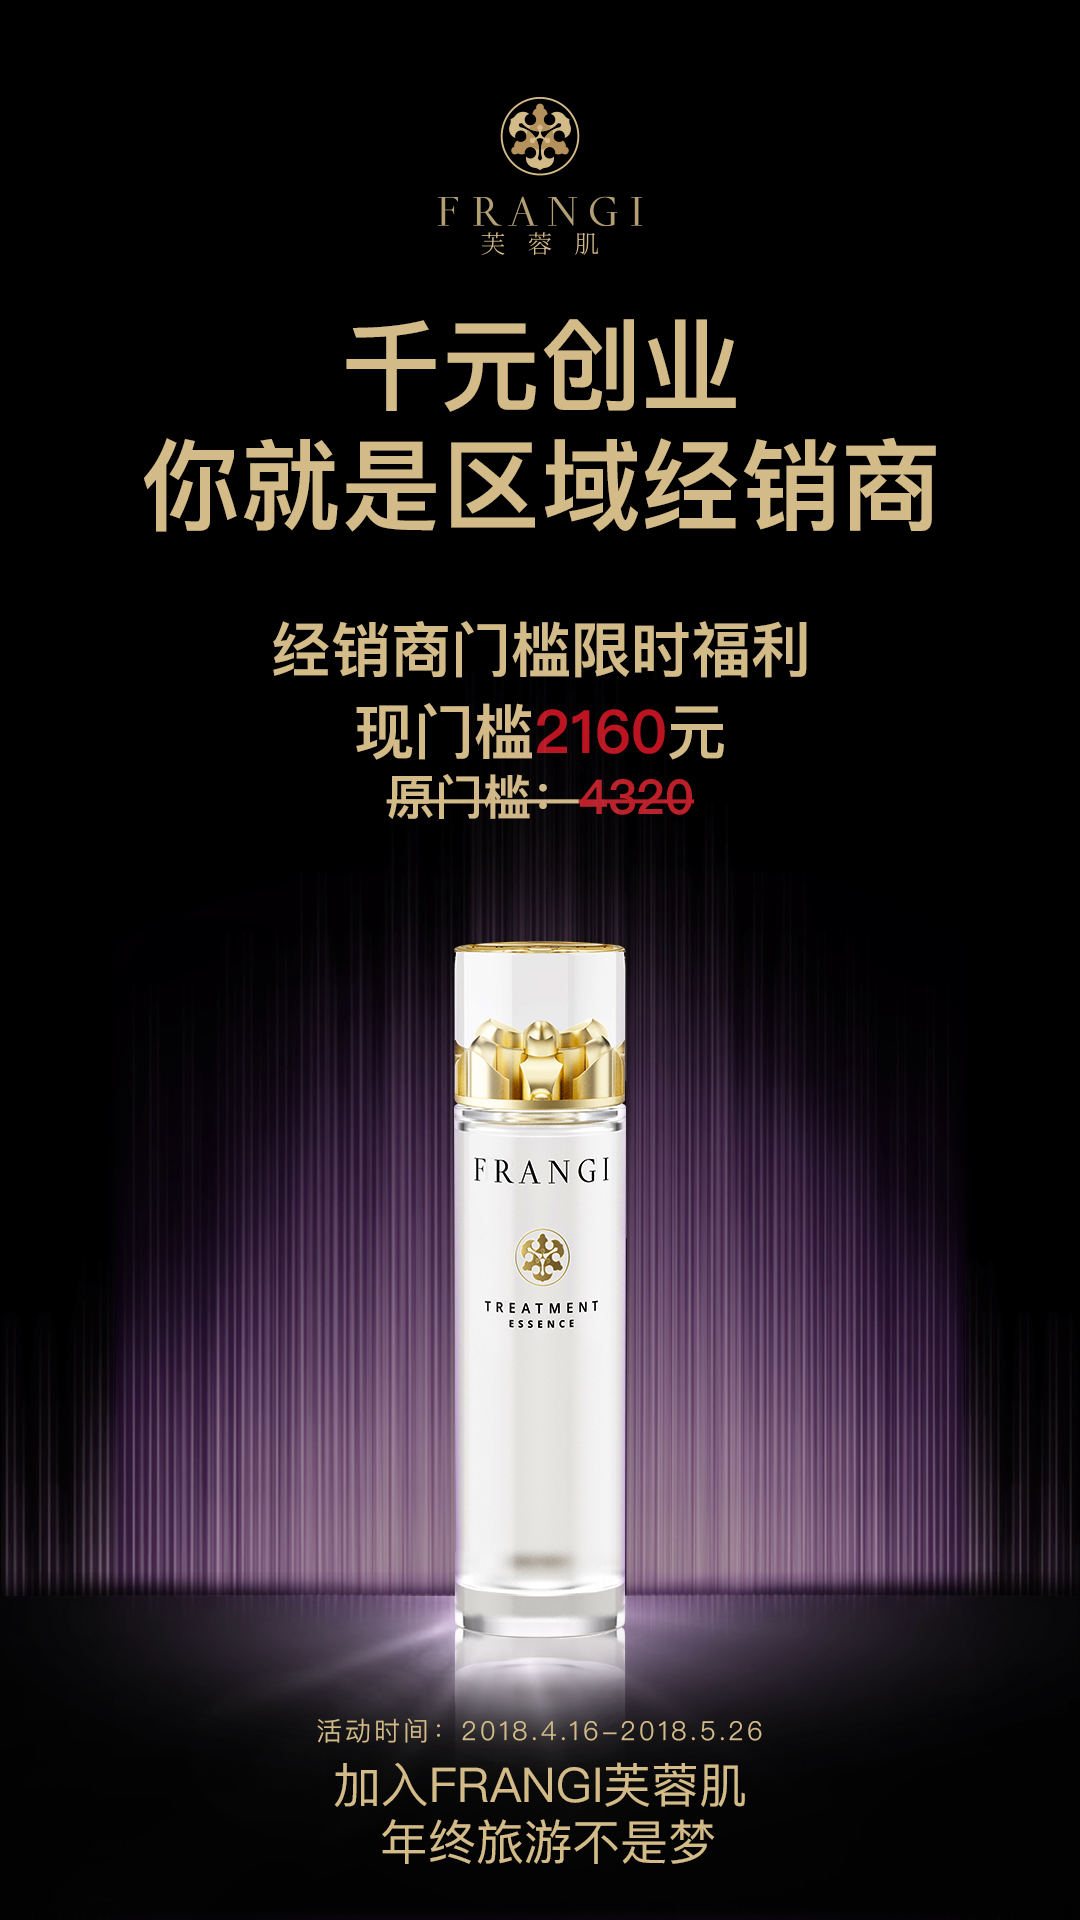 FRANGI
芙蓉肌
千元创业
你就是区域经销商
经销商门槛限时福利
现门槛2160元
原门槛：4320
FRANGI
TREATMENT
ESSENCE
活动时间：2018.4.16-2018.5.26
加入FRANGI芙蓉肌
年终旅游不是梦